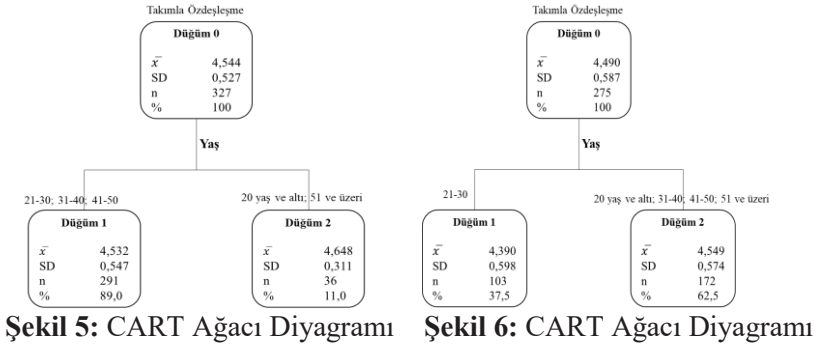 Takımla Özdeşleşme
Düğüm 0
x̄ 4,544
SD 0,527
n 327
% 100
Yaş
21-30; 31-40; 41-50
Düğüm 1
x̄ 4,532
SD 0,547
n 291
% 89,0
20 yaş ve altı; 51 ve üzeri
Düğüm 2
x̄ 4,648
SD 0,311
n 36
% 11,0
Şekil 5: CART Ağacı Diyagramı
Takımla Özdeşleşme
Düğüm 0
x̄ 4,490
SD 0,587
n 275
% 100
Yaş
21-30
Düğüm 1
x̄ 4,390
SD 0,598
n 103
% 37,5
20 yaş ve altı; 31-40; 41-50; 51 ve üzeri
Düğüm 2
x̄ 4,549
SD 0,574
n 172
% 62,5
Şekil 6: CART Ağacı Diyagramı